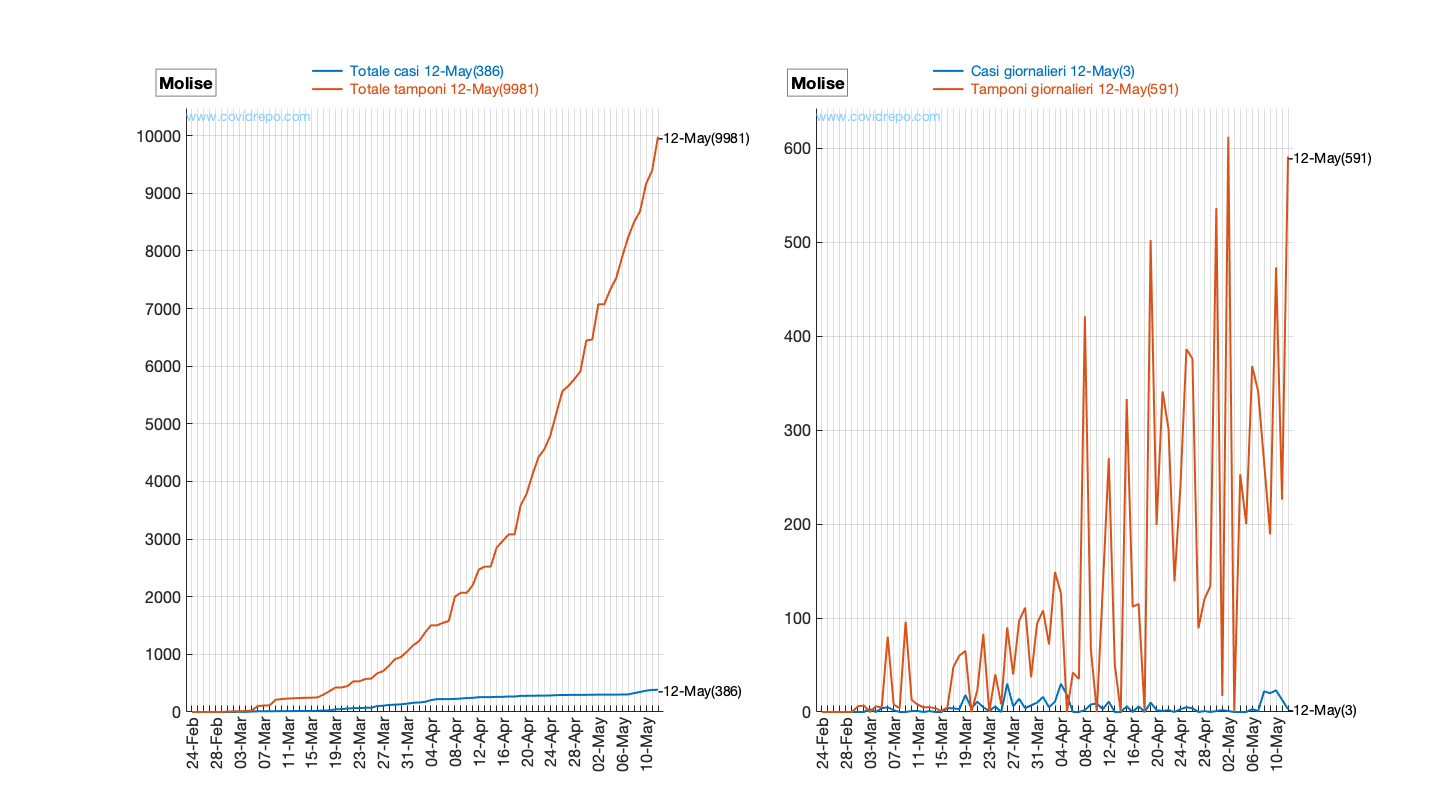 Molise
Totale casi 12-May(386)
Totale tamponi 12-May(9981)
www.covidrepo.com
10000
9000
8000
7000
6000
5000
4000
3000
2000
1000
0
12-May(9981)
12-May(386)
24-Feb
28-Feb
03-Mar
07-Mar
11-Mar
15-Mar
19-Mar
23-Mar
27-Mar
31-Mar
04-Apr
08-Apr
12-Apr
16-Apr
20-Apr
24-Apr
28-Apr
02-May
06-May
10-May
Molise
Casi giornalieri 12-May(3)
Tamponi giornalieri 12-May(591)
www.covidrepo.com
600
500
400
300
200
100
0
12-May(591)
12-May(3)
24-Feb
28-Feb
03-Mar
07-Mar
11-Mar
15-Mar
19-Mar
23-Mar
27-Mar
31-Mar
04-Apr
08-Apr
12-Apr
16-Apr
20-Apr
24-Apr
28-Apr
02-May
06-May
10-May